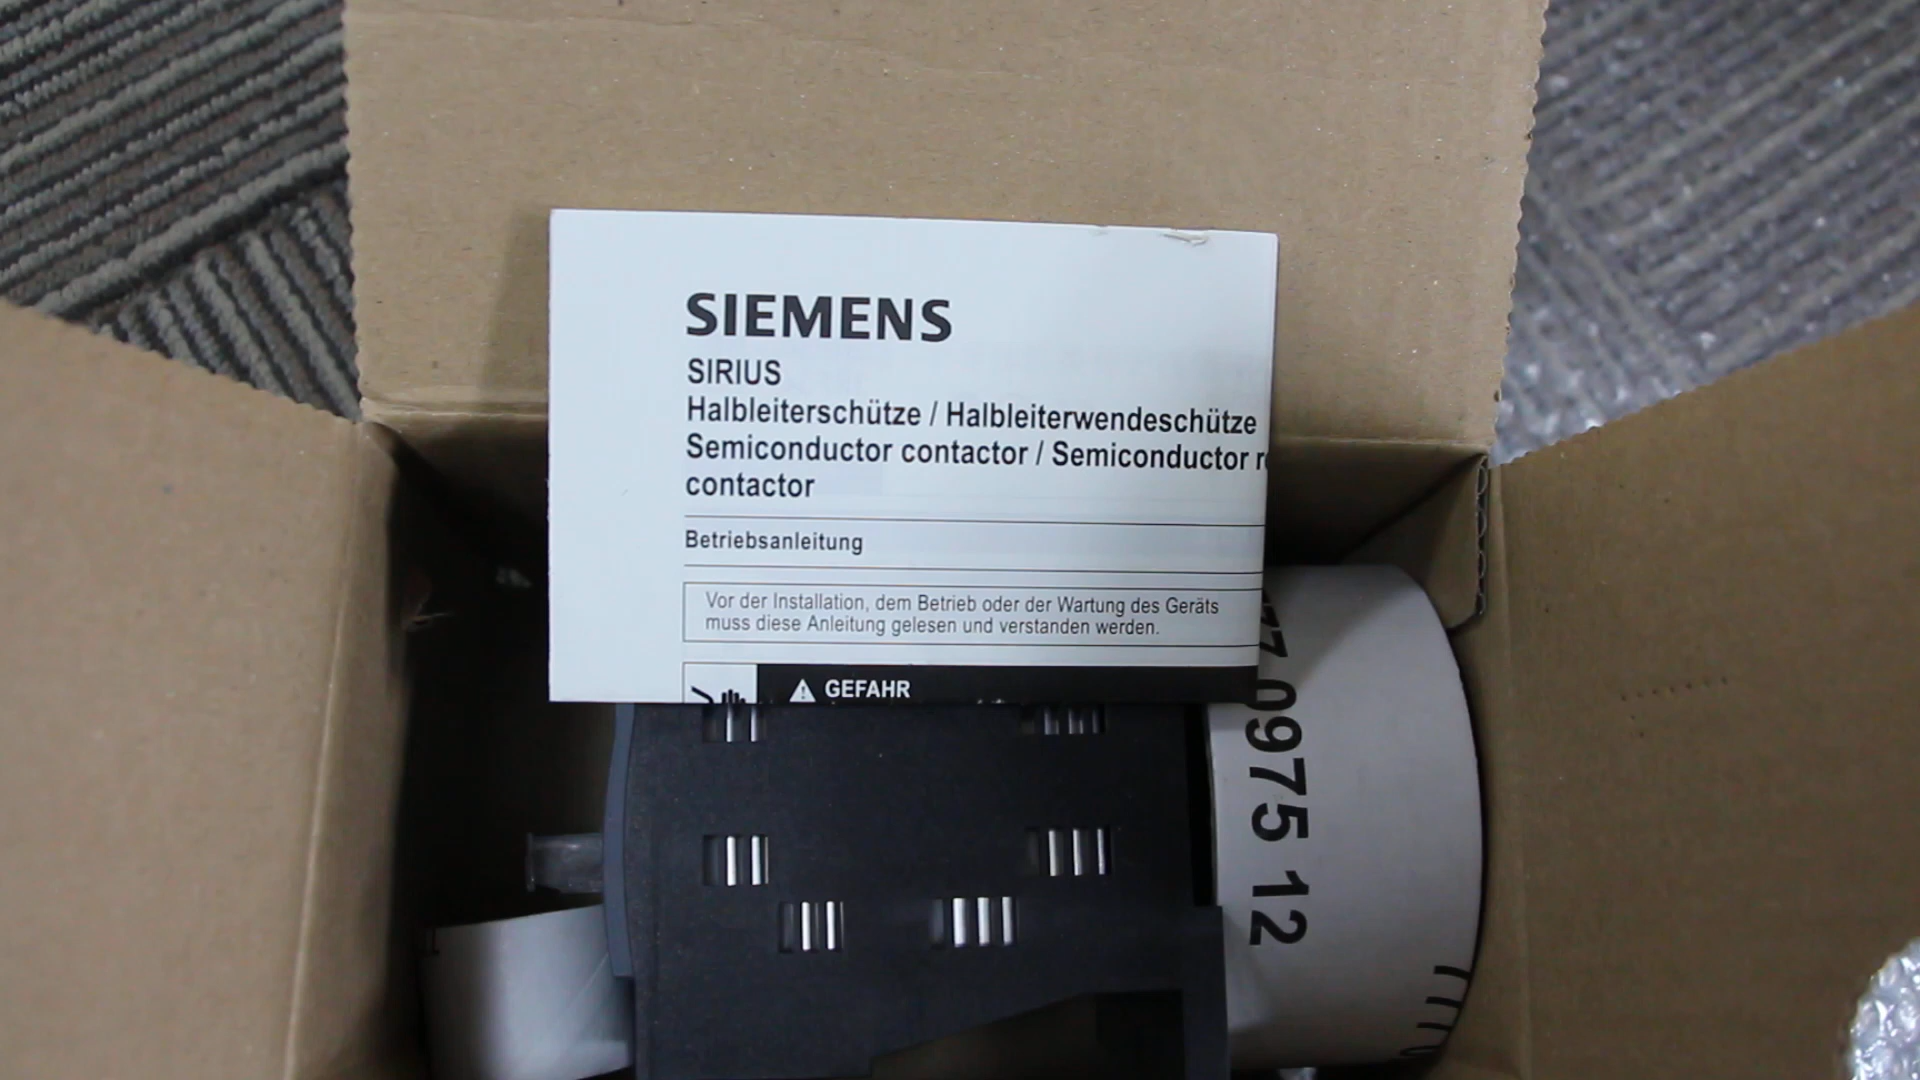 SIEMENS
SIRIUS
Halbleiterschütze / Halbleiterwendeschütze
Semiconductor contactor / Semiconductor
contactor
Betriebsanleitung
Vor der Installation, dem Betrieb oder der Wartung des Geräts
muss diese Anleitung gelesen und verstanden werden.
GEFAHR
0975 12